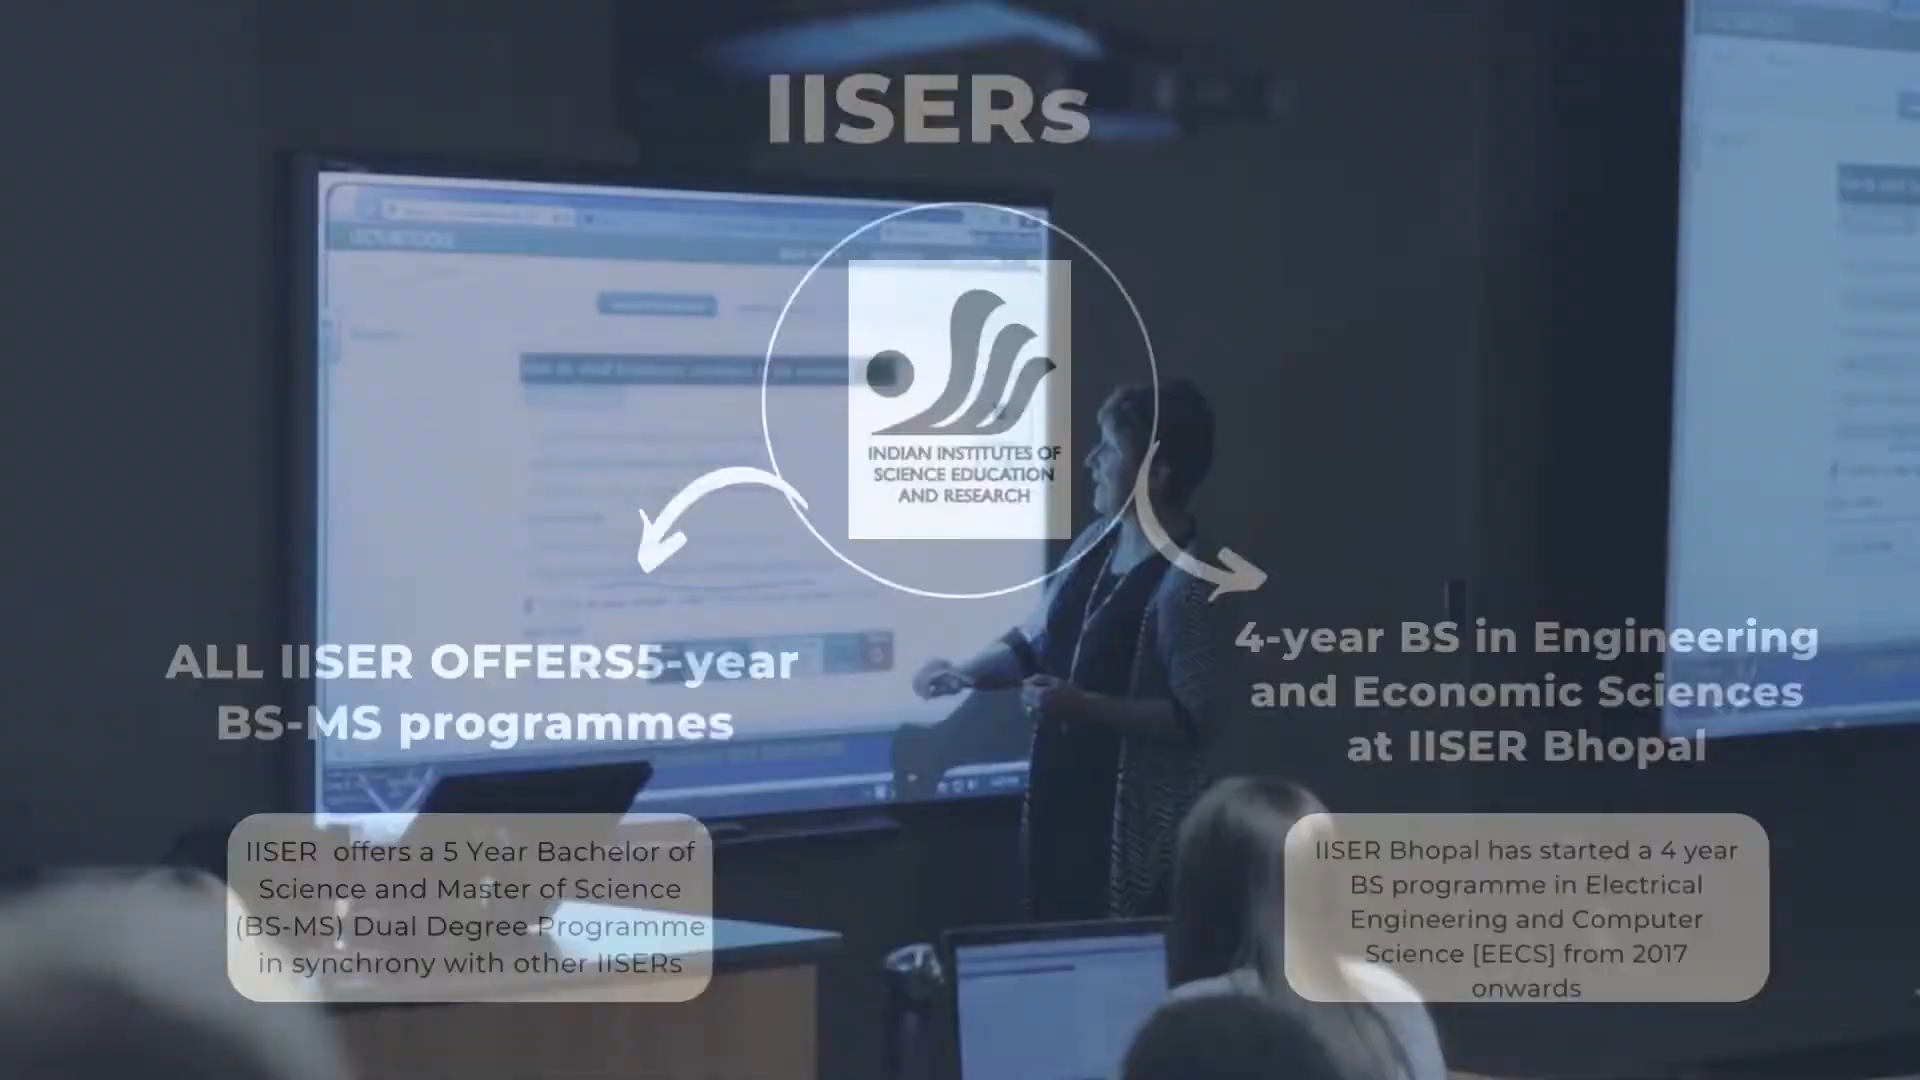 IISERs
INDIAN INSTITUTES OF
SCIENCE EDUCATION
AND RESEARCH
ALL IISER OFFERS5-year
BS-MS programmes
IISER offers a 5 Year Bachelor of
Science and Master of Science
(BS-MS) Dual Degree Programme
in synchrony with other IISERs
4-year BS in Engineering
and Economic Sciences
at IISER Bhopal
IISER Bhopal has started a 4 year
BS programme in Electrical
Engineering and Computer
Science [EECS] from 2017
onwards